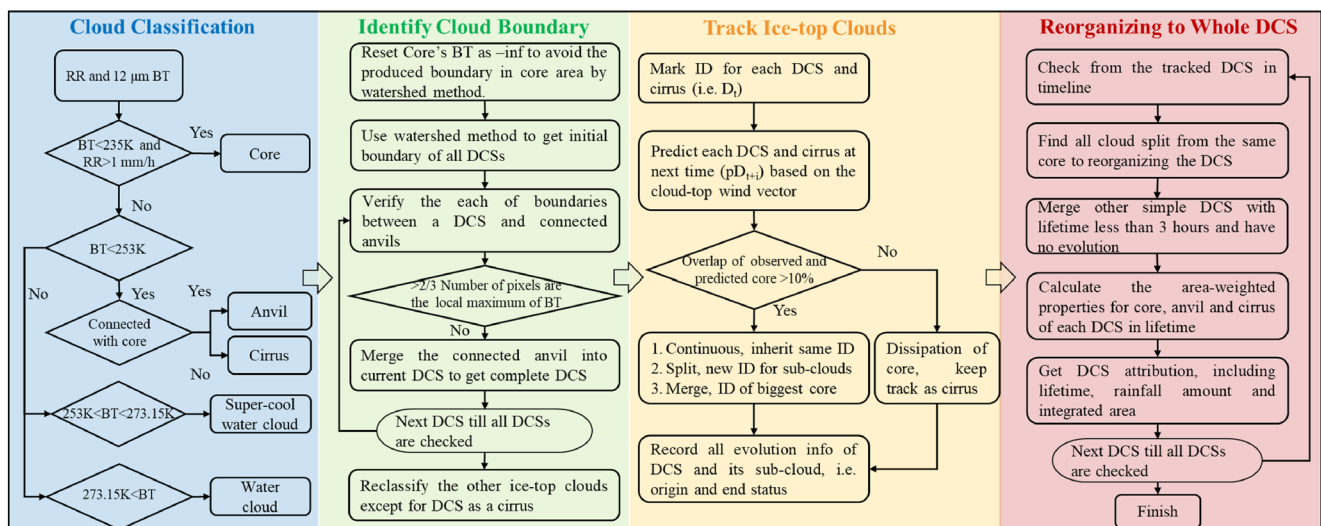 Cloud Classification
RR and 12 μm BT
BT<235K and
RR>1 mm/h
Yes
Core
No
BT<253K
No
Yes
Yes
Connected
with core
Anvil
Cirrus
No
253K<BT<273.15K
Super-cool
water cloud
273.15K<BT
Water
cloud
Identify Cloud Boundary
Reset Core's BT as –inf to avoid the
produced boundary in core area by
watershed method.
Use watershed method to get initial
boundary of all DCSs
Verify the each of boundaries
between a DCS and connected
anvils
>2/3 Number of pixels are
the local maximum of BT
No
Merge the connected anvil into
current DCS to get complete DCS
Next DCS till all DCSs
are checked
Reclassify the other ice-top clouds
except for DCS as a cirrus
Track Ice-top Clouds
Mark ID for each DCS and
cirrus (i.e. Dt)
Predict each DCS and cirrus at
next time (pDt+i) based on the
cloud-top wind vector
Overlap of observed and
predicted core >10%
No
Yes
1. Continuous, inherit same ID
2. Split, new ID for sub-clouds
3. Merge, ID of biggest core
Dissipation of
core, keep
track as cirrus
Record all evolution info of
DCS and its sub-cloud, i.e.
origin and end status
Reorganizing to Whole DCS
Check from the tracked DCS in
timeline
Find all cloud split from the same
core to reorganizing the DCS
Merge other simple DCS with
lifetime less than 3 hours and have
no evolution
Calculate the area-weighted
properties for core, anvil and cirrus
of each DCS in lifetime
Get DCS attribution, including
lifetime, rainfall amount and
integrated area
Next DCS till all DCSs
are checked
Finish